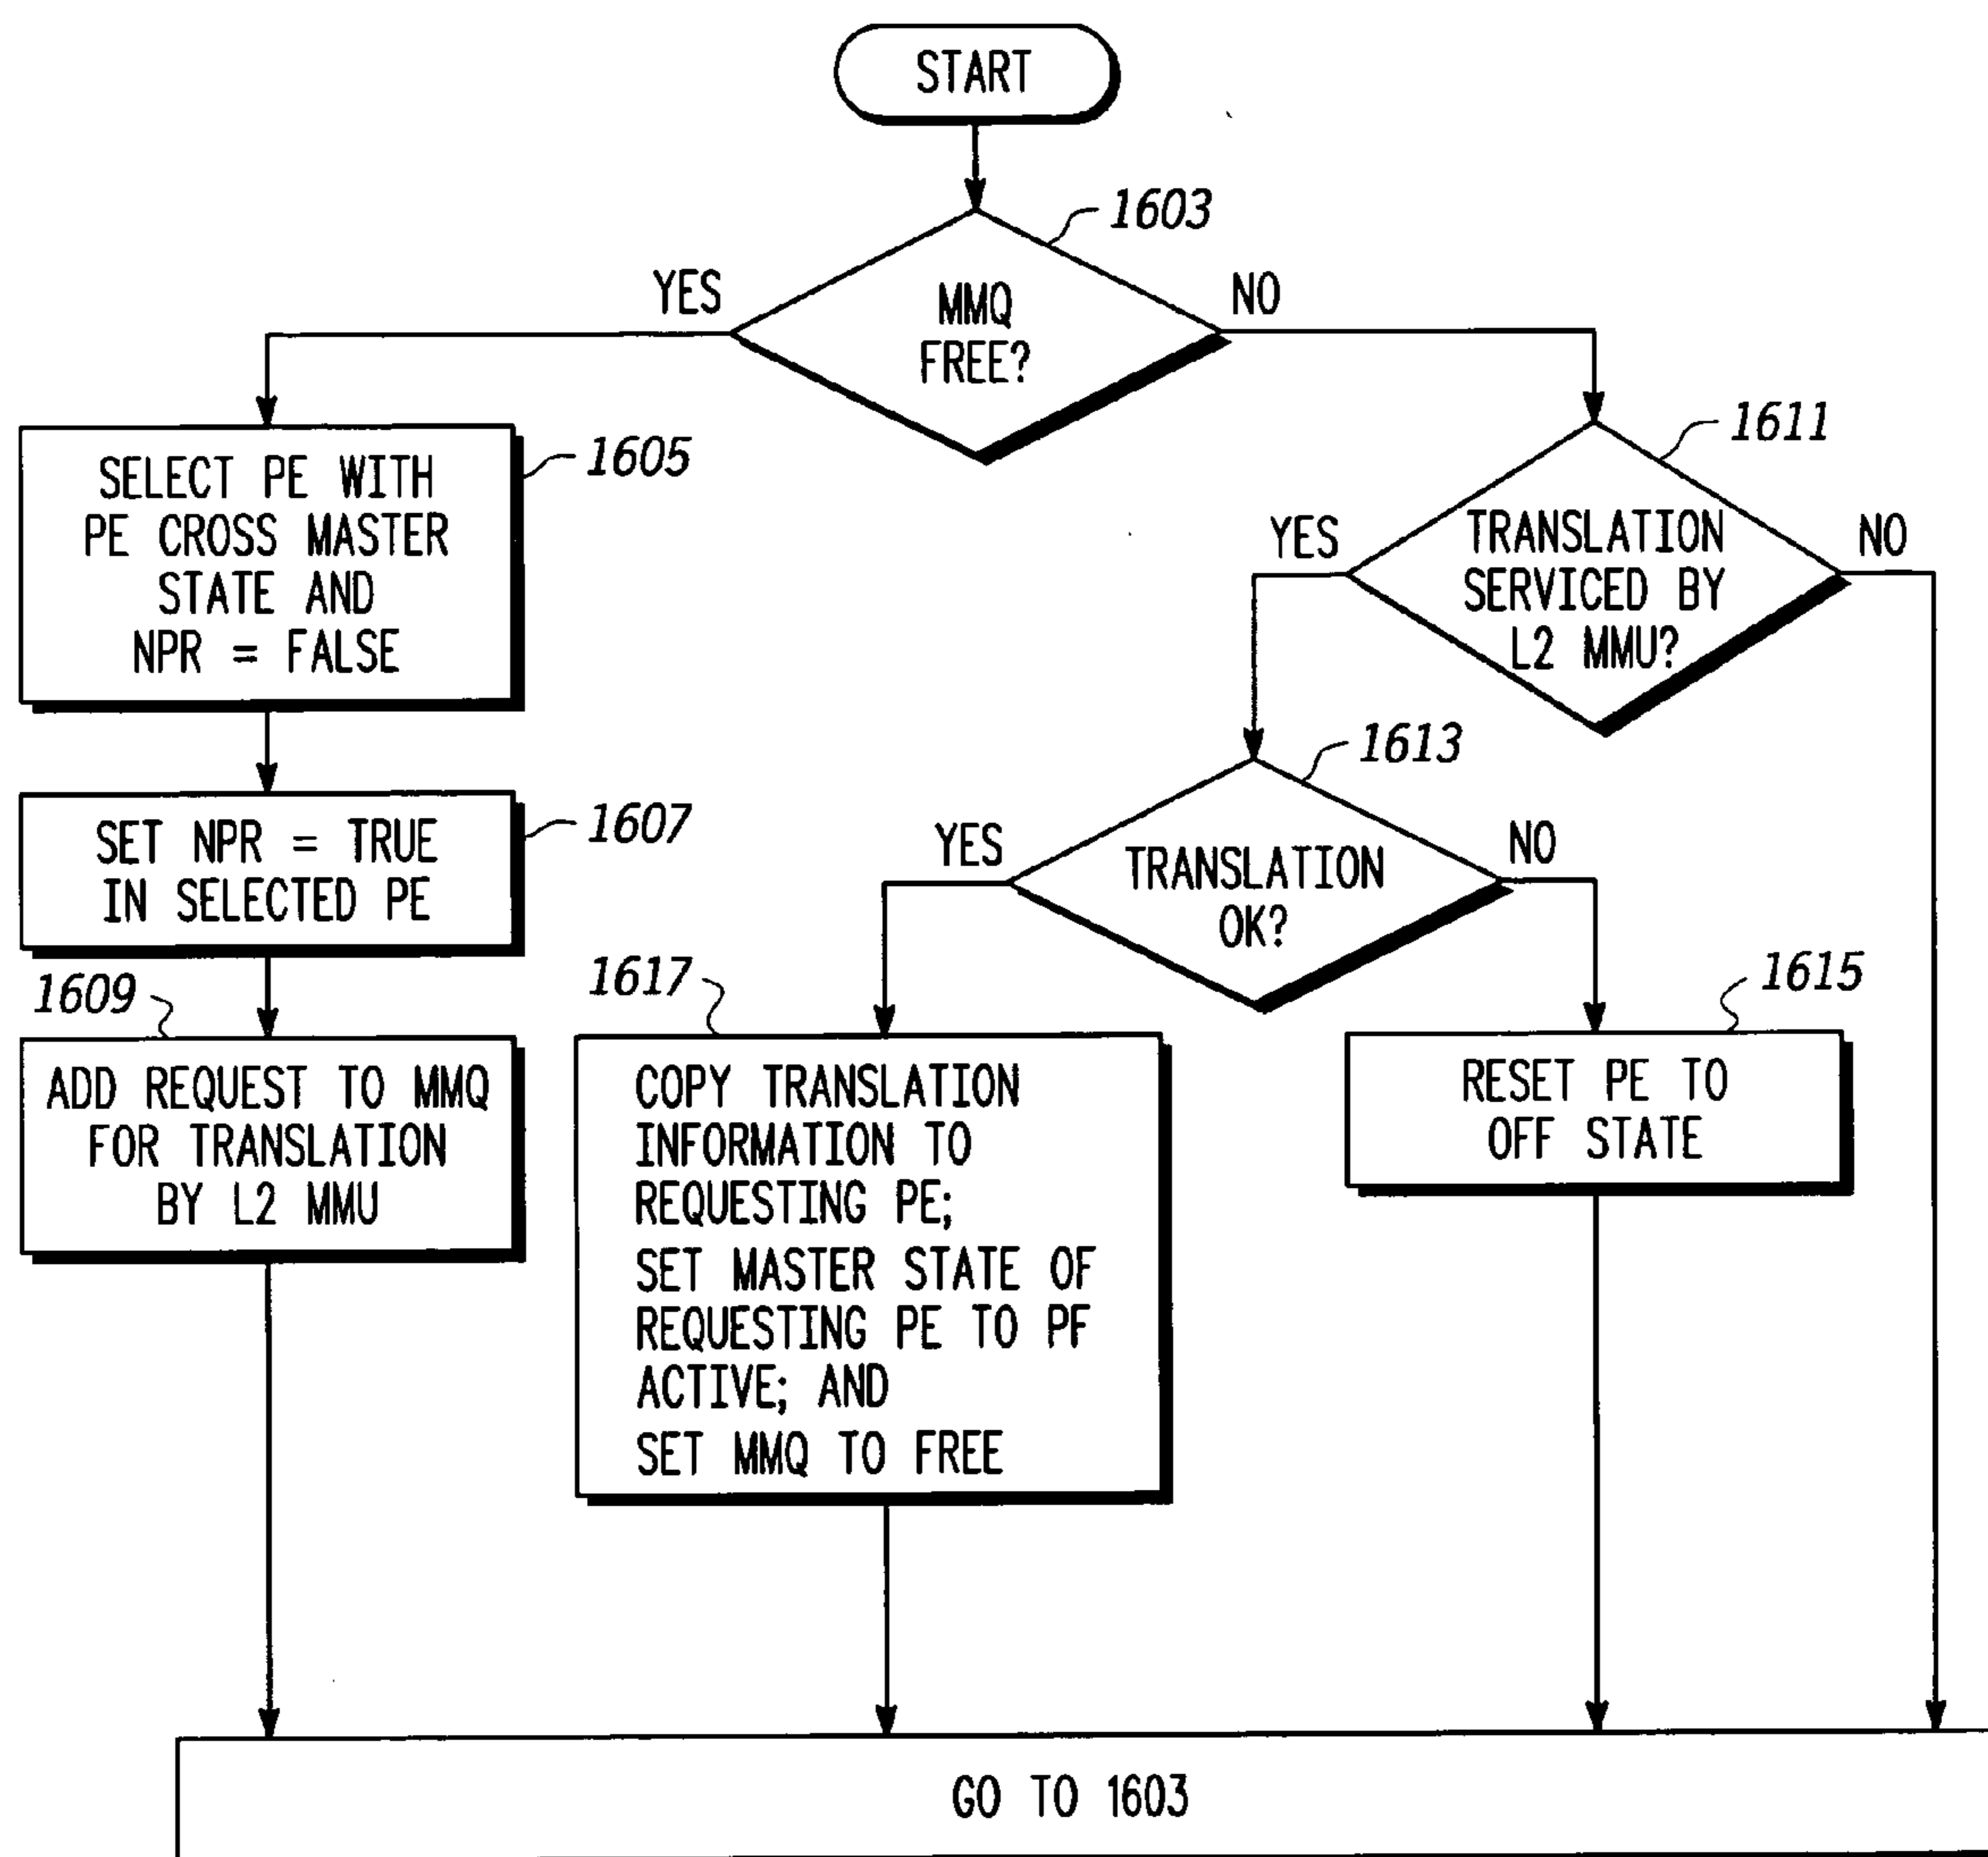 START
1603
YES
MMQ
FREE?
NO
1605
SELECT PE WITH
PE CROSS MASTER
STATE AND
NPR = FALSE
1607
SET NPR = TRUE
IN SELECTED PE
1609
ADD REQUEST TO MMQ
FOR TRANSLATION
BY L2 MMU
1611
YES
TRANSLATION
SERVICED BY
L2 MMU?
NO
1613
YES
TRANSLATION
OK?
NO
1617
COPY TRANSLATION
INFORMATION TO
REQUESTING PE;
SET MASTER STATE OF
REQUESTING PE TO PF
ACTIVE; AND
SET MMQ TO FREE
1615
RESET PE TO
OFF STATE
GO TO 1603